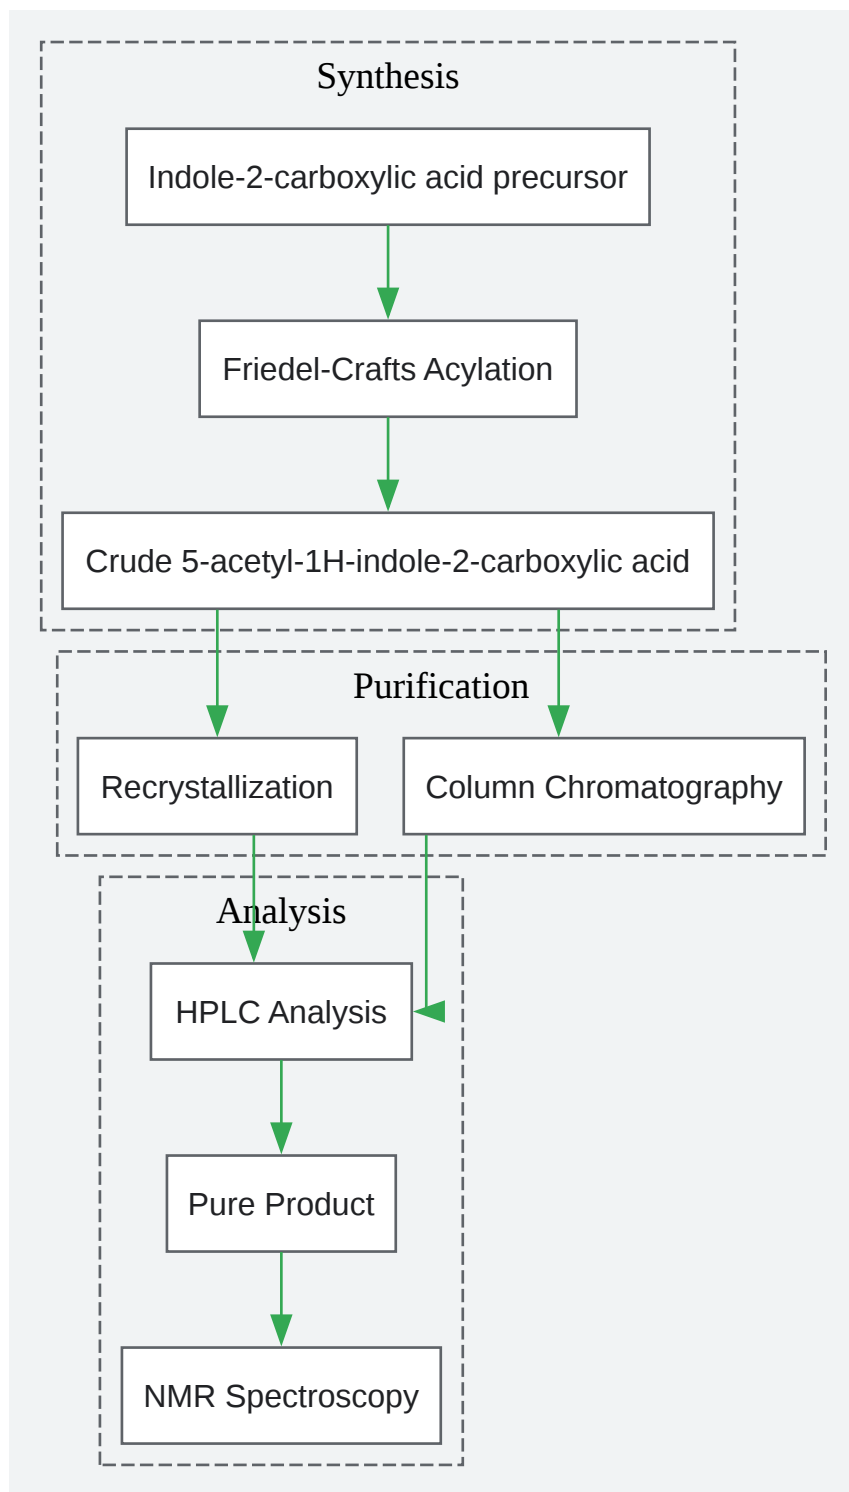 Synthesis
Indole-2-carboxylic acid precursor
Friedel-Crafts Acylation
Crude 5-acetyl-1H-indole-2-carboxylic acid
Purification
Recrystallization
Column Chromatography
Analysis
HPLC Analysis
Pure Product
NMR Spectroscopy